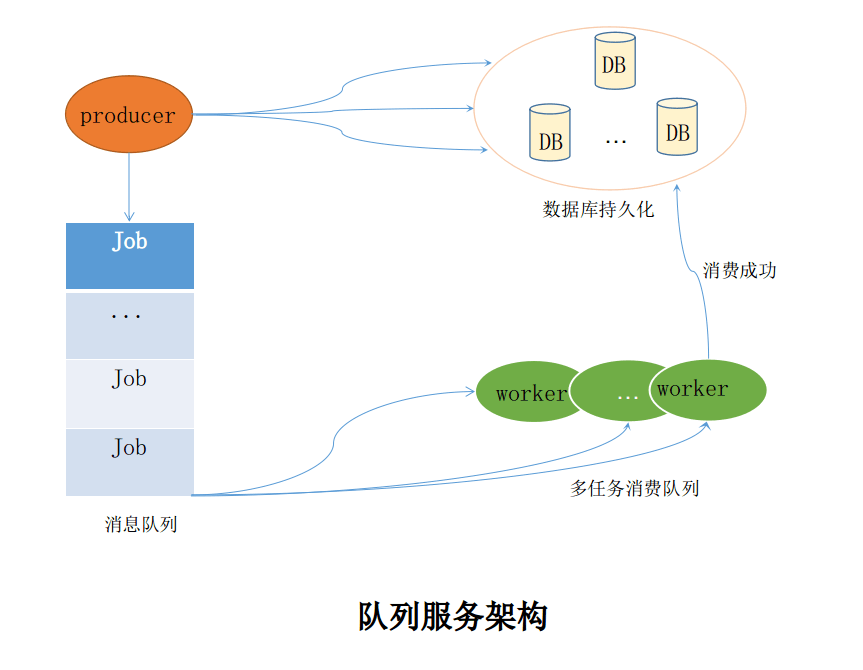 DB
producer
DB
...
DB
数据库持久化
Job
消费成功
...
Job
worker
...
worker
Job
多任务消费队列
消息队列
队列服务架构